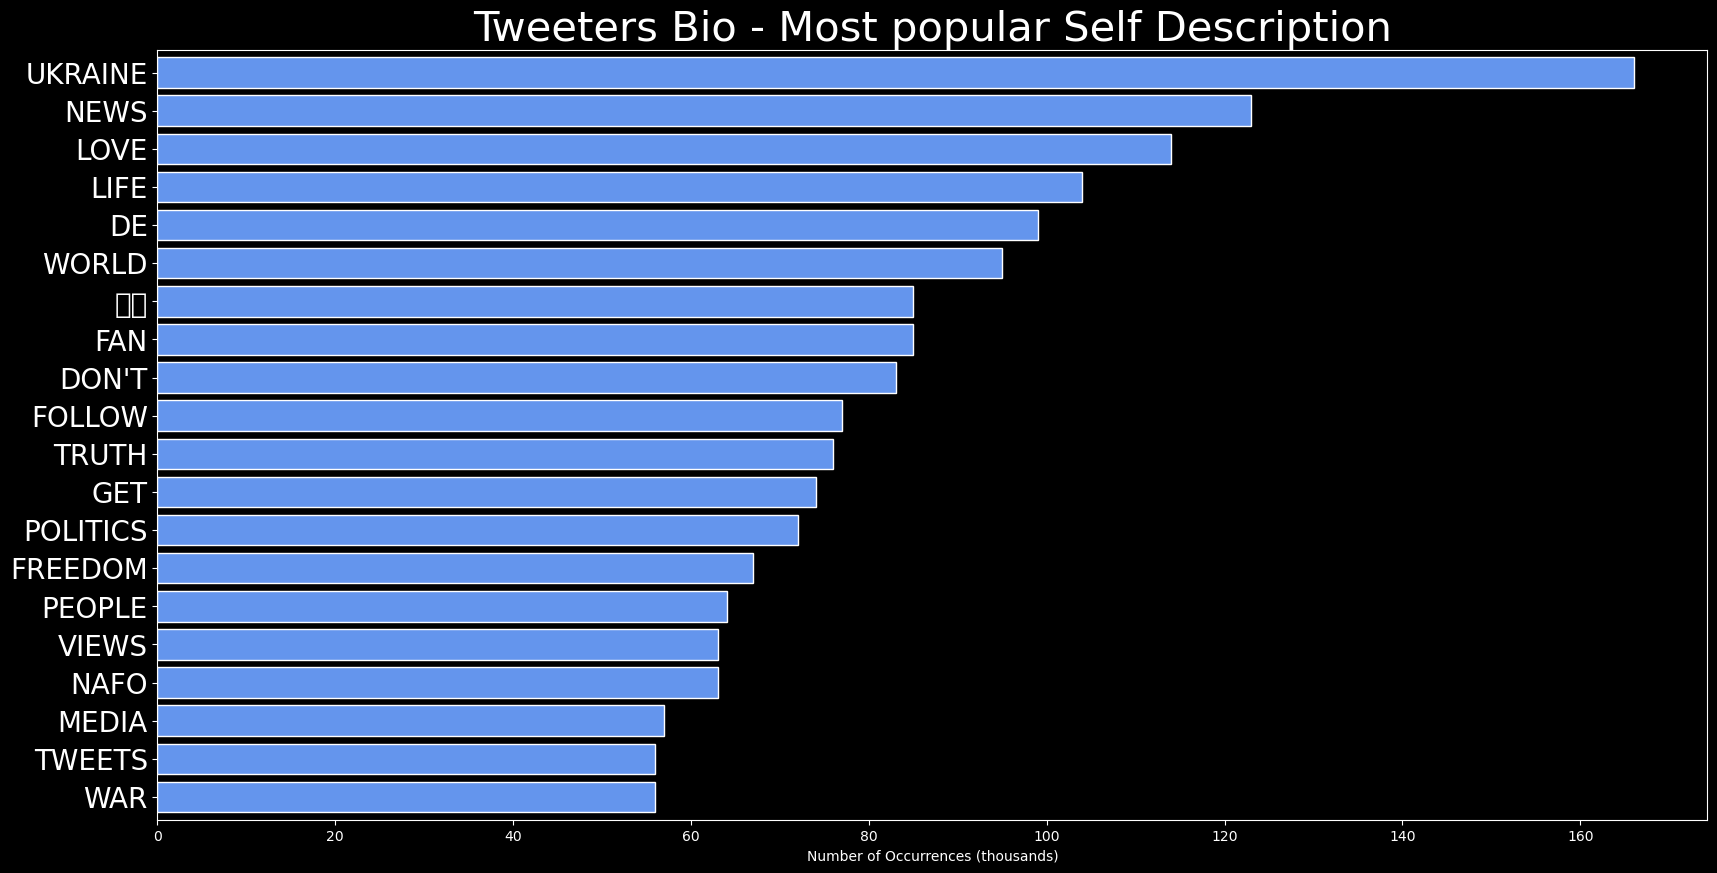 Tweeters Bio - Most popular Self Description
UKRAINE
NEWS
LOVE
LIFE
DE
WORLD
FAN
DON'T
FOLLOW
TRUTH
GET
POLITICS
FREEDOM
PEOPLE
VIEWS
NAFO
MEDIA
TWEETS
WAR
0 20 40 60 80 100 120 140 160
Number of Occurrences (thousands)